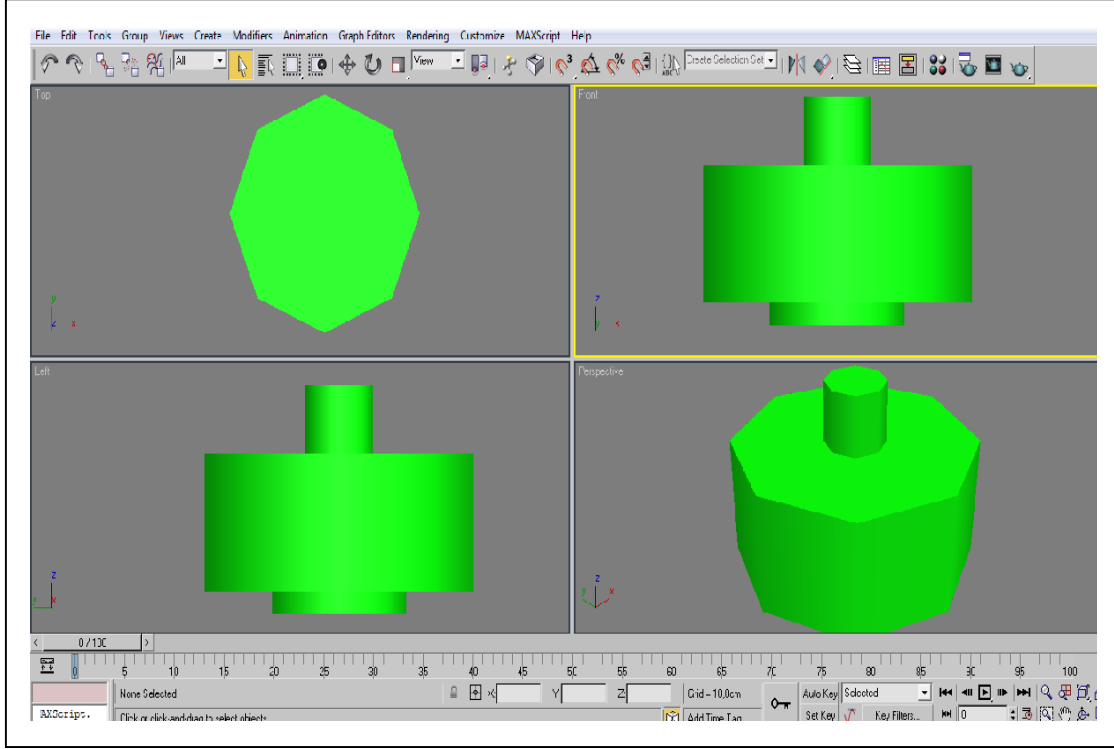 File Edit Tools Group Views Create Modifiers Animation Graph Editors Rendering Customize MAXScript Help
All View Create Selection Set
Top Front
y
z x
z
y x
Left Perspective
z
y x
z
y x
< 0 / 100 >
0 5 10 15 20 25 30 35 40 45 50 55 60 65 70 75 80 85 90 95 100
None Selected X Y Z Grid = 10,0cm Auto Key Selected
AXScript. Click or click-and-drag to select objects Add Time Tag Set Key Key Filters... 0